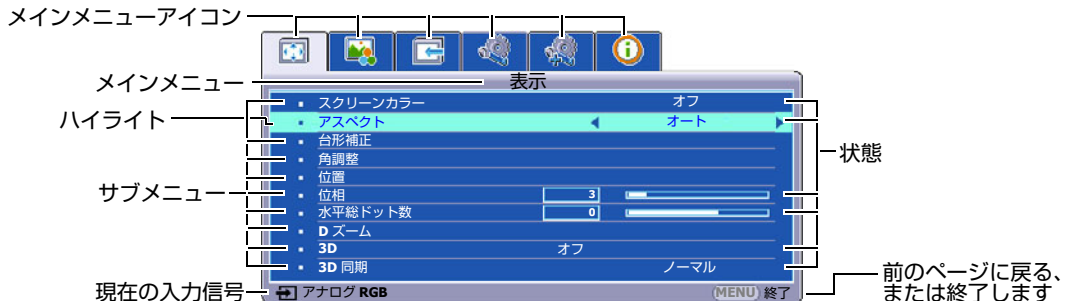 メインメニューアイコン
メインメニュー
表示
スクリーンカラー オフ
ハイライト
アスペクト オート
台形補正
角調整
状態
位置
サブメニュー
位相 3
水平総ドット数 0
D ズーム
3D オフ
3D 同期 ノーマル
現在の入力信号
アナログ RGB
MENU 終了
前のページに戻る、
または終了します